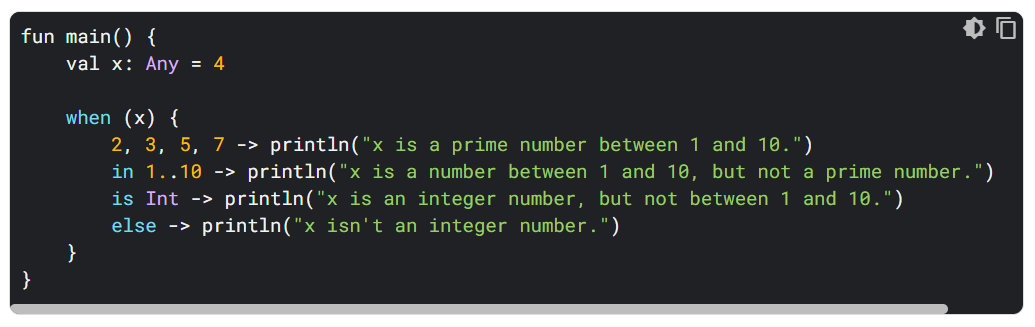 fun main() {
    val x: Any = 4

    when (x) {
        2, 3, 5, 7 -> println("x is a prime number between 1 and 10.")
        in 1..10 -> println("x is a number between 1 and 10, but not a prime number.")
        is Int -> println("x is an integer number, but not between 1 and 10.")
        else -> println("x isn't an integer number.")
    }
}